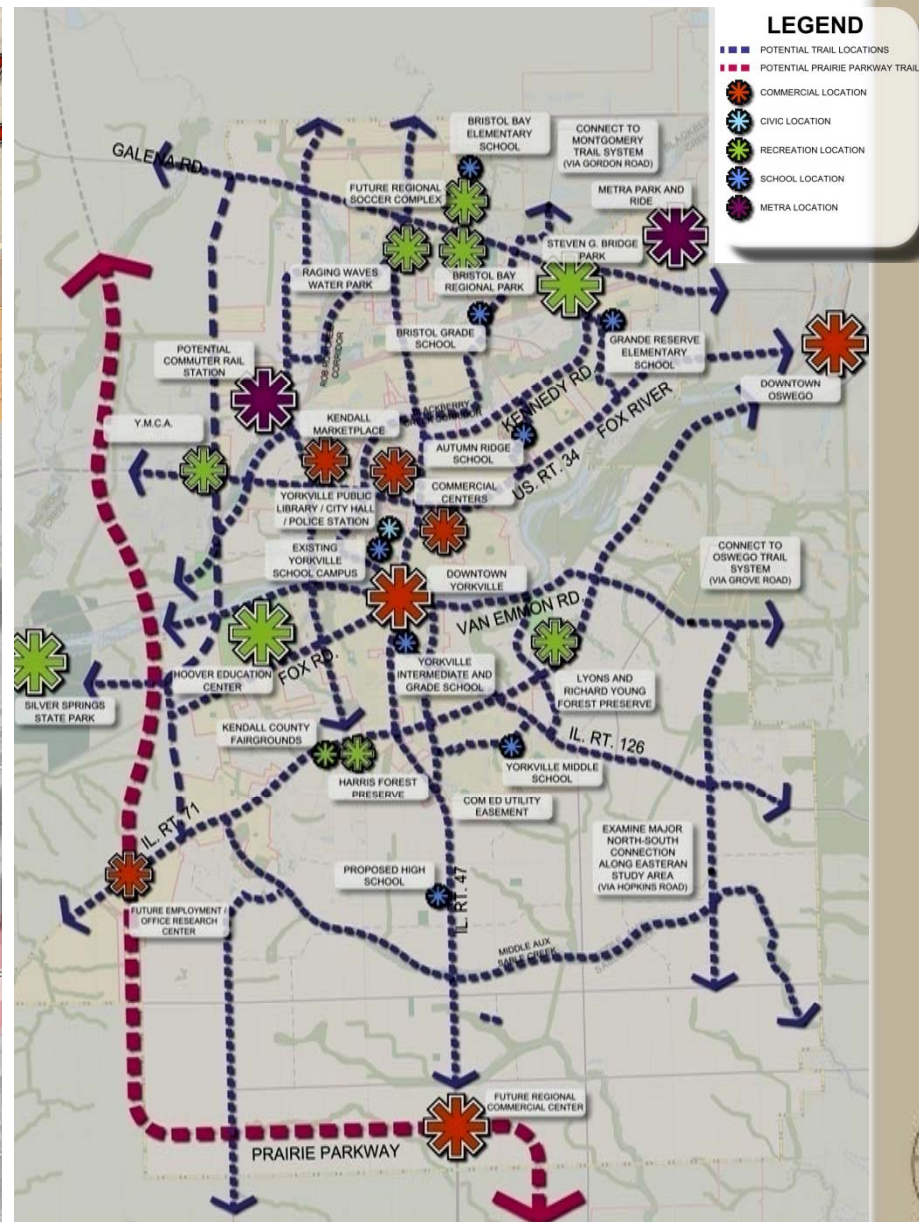 LEGEND
POTENTIAL TRAIL LOCATIONS
POTENTIAL PRAIRIE PARKWAY TRAIL
COMMERCIAL LOCATION
CIVIC LOCATION
RECREATION LOCATION
SCHOOL LOCATION
METRA LOCATION
BRISTOL BAY
ELEMENTARY
SCHOOL
CONNECT TO
MONTGOMERY
TRAIL SYSTEM
(VIA GORDON ROAD)
GALENA RD
FUTURE REGIONAL
SOCCER COMPLEX
METRA PARK AND
RIDE
STEVEN G. BRIDGE
PARK
RAGING WAVES
WATER PARK
BRISTOL BAY
REGIONAL PARK
BRISTOL GRADE
SCHOOL
GRANDE RESERVE
ELEMENTARY
SCHOOL
POTENTIAL
COMMUTER RAIL
STATION
CORRIDOR
DOWNTOWN
OSWEGO
KENNEDY RD
FOX RIVER
Y.M.C.A.
KENDALL
MARKETPLACE
AUTUMN RIDGE
SCHOOL
US. RT. 34
COMMERCIAL
CENTERS
YORKVILLE PUBLIC
LIBRARY / CITY HALL
/ POLICE STATION
EXISTING
YORKVILLE
SCHOOL CAMPUS
CONNECT TO
OSWEGO TRAIL
SYSTEM
(VIA GROVE ROAD)
DOWNTOWN
YORKVILLE
VAN EMMON RD.
HOOVER EDUCATION
CENTER
FOX RD.
YORKVILLE
INTERMEDIATE AND
GRADE SCHOOL
LYONS AND
RICHARD YOUNG
FOREST PRESERVE
SILVER SPRINGS
STATE PARK
KENDALL COUNTY
FAIRGROUNDS
HARRIS FOREST
PRESERVE
IL. RT. 126
YORKVILLE MIDDLE
SCHOOL
COM ED UTILITY
EASEMENT
IL. RT. 71
EXAMINE MAJOR
NORTH-SOUTH
CONNECTION
ALONG EASTERAN
STUDY AREA
(VIA HOPKINS ROAD)
PROPOSED HIGH
SCHOOL
IL. RT. 47
FUTURE EMPLOYMENT /
OFFICE RESEARCH
CENTER
MIDDLE AUX
SABLE CREEK
FUTURE REGIONAL
COMMERCIAL CENTER
PRAIRIE PARKWAY